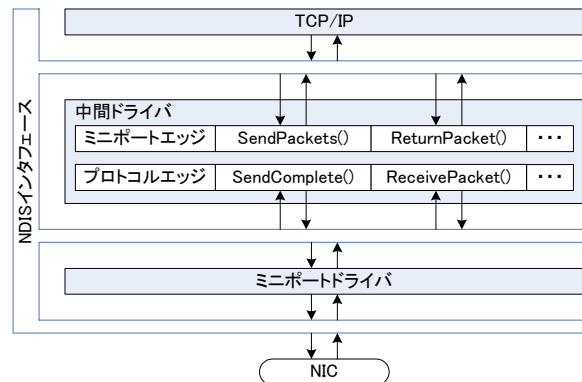 TCP/IP
NDISインタフェース
中間ドライバ
ミニポートエッジ SendPackets() ReturnPacket() ･･･
プロトコルエッジ SendComplete() ReceivePacket() ･･･
ミニポートドライバ
NIC